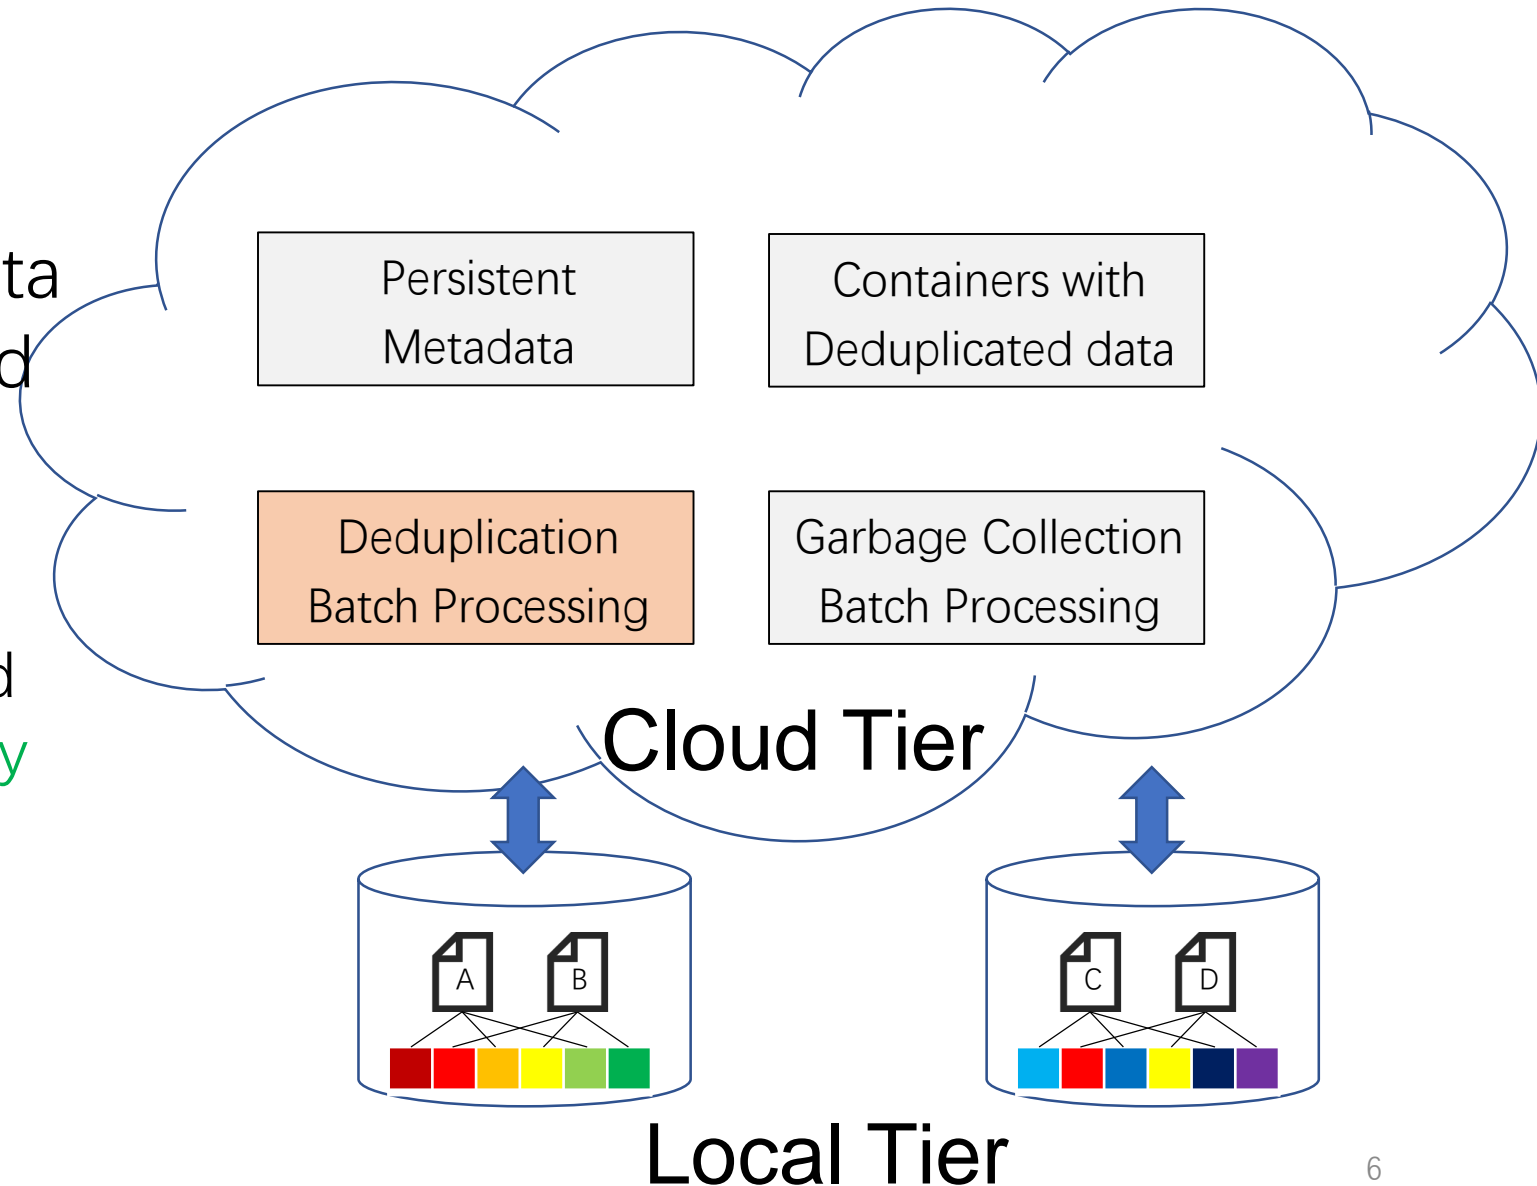 ta
d
Persistent
Metadata
Containers with
Deduplicated data
Deduplication
Batch Processing
Garbage Collection
Batch Processing
d
y
Cloud Tier
A
B
C
D
Local Tier
6